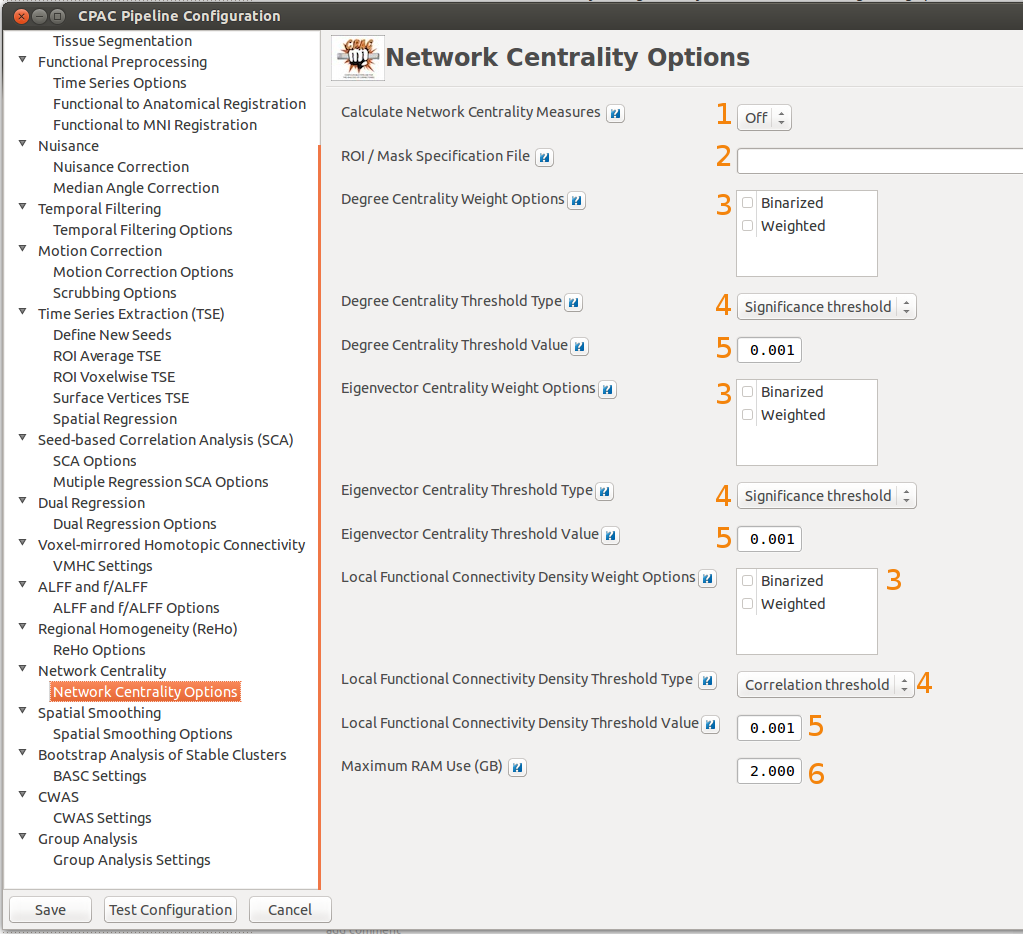 CPAC Pipeline Configuration
Tissue Segmentation
Functional Preprocessing
Time Series Options
Functional to Anatomical Registration
Functional to MNI Registration
Nuisance
Nuisance Correction
Median Angle Correction
Temporal Filtering
Temporal Filtering Options
Motion Correction
Motion Correction Options
Scrubbing Options
Time Series Extraction (TSE)
Define New Seeds
ROI Average TSE
ROI Voxelwise TSE
Surface Vertices TSE
Spatial Regression
Seed-based Correlation Analysis (SCA)
SCA Options
Mutiple Regression SCA Options
Dual Regression
Dual Regression Options
Voxel-mirrored Homotopic Connectivity
VMHC Settings
ALFF and f/ALFF
ALFF and f/ALFF Options
Regional Homogeneity (ReHo)
ReHo Options
Network Centrality
Network Centrality Options
Spatial Smoothing
Spatial Smoothing Options
Bootstrap Analysis of Stable Clusters
BASC Settings
CWAS
CWAS Settings
Group Analysis
Group Analysis Settings
Save Test Configuration Cancel
CPAC
Network Centrality Options
Calculate Network Centrality Measures ? 1 Off
ROI / Mask Specification File ? 2
Degree Centrality Weight Options ? 3 Binarized
Weighted
Degree Centrality Threshold Type ? 4 Significance threshold
Degree Centrality Threshold Value ? 5 0.001
Eigenvector Centrality Weight Options ? 3 Binarized
Weighted
Eigenvector Centrality Threshold Type ? 4 Significance threshold
Eigenvector Centrality Threshold Value ? 5 0.001
Local Functional Connectivity Density Weight Options ? Binarized 3
Weighted
Local Functional Connectivity Density Threshold Type ? Correlation threshold 4
Local Functional Connectivity Density Threshold Value ? 0.001 5
Maximum RAM Use (GB) ? 2.000 6